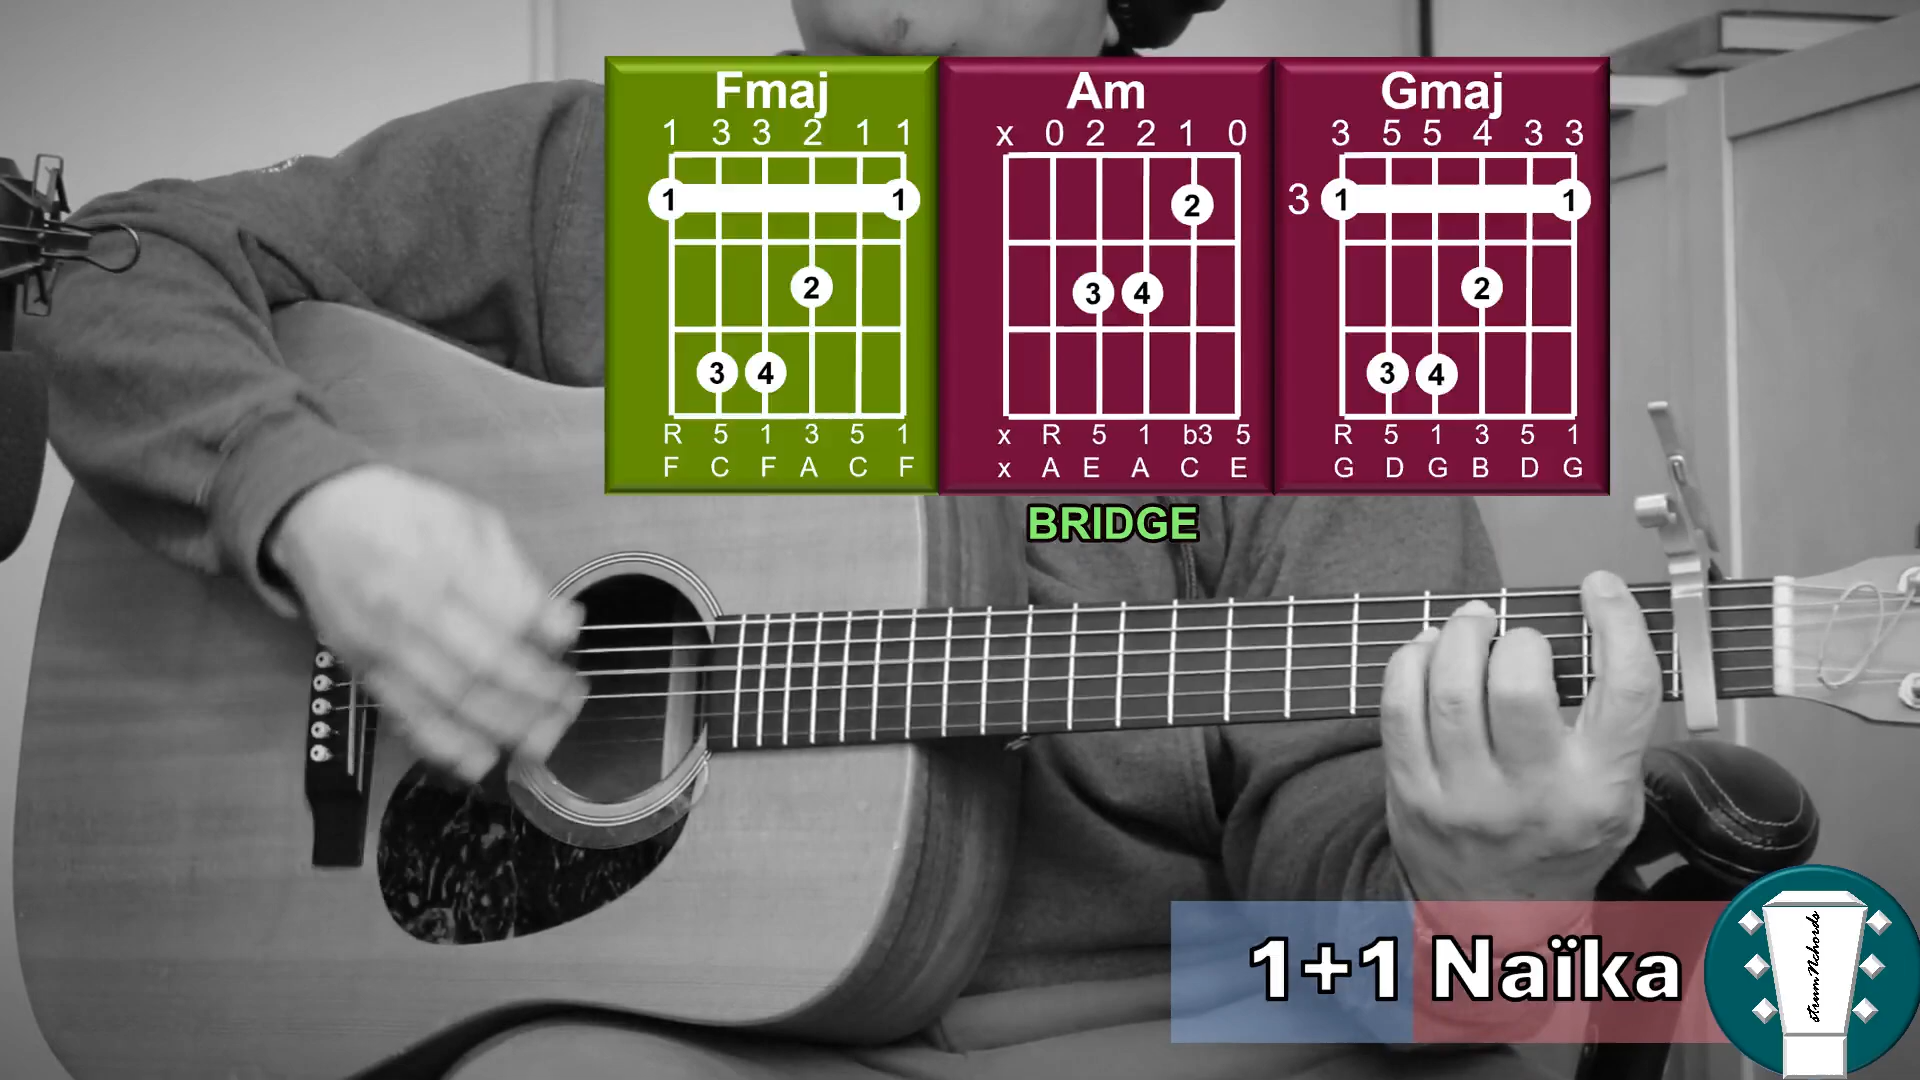 Fmaj
1 3 3 2 1 1
1 1
2
3 4
R 5 1 3 5 1
F C F A C F
Am
x 0 2 2 1 0
2
3 4
x R 5 1 b3 5
x A E A C E
Gmaj
3 5 5 4 3 3
3 1 1
2
3 4
R 5 1 3 5 1
G D G B D G
BRIDGE
1+1 Naïka
strumNchords